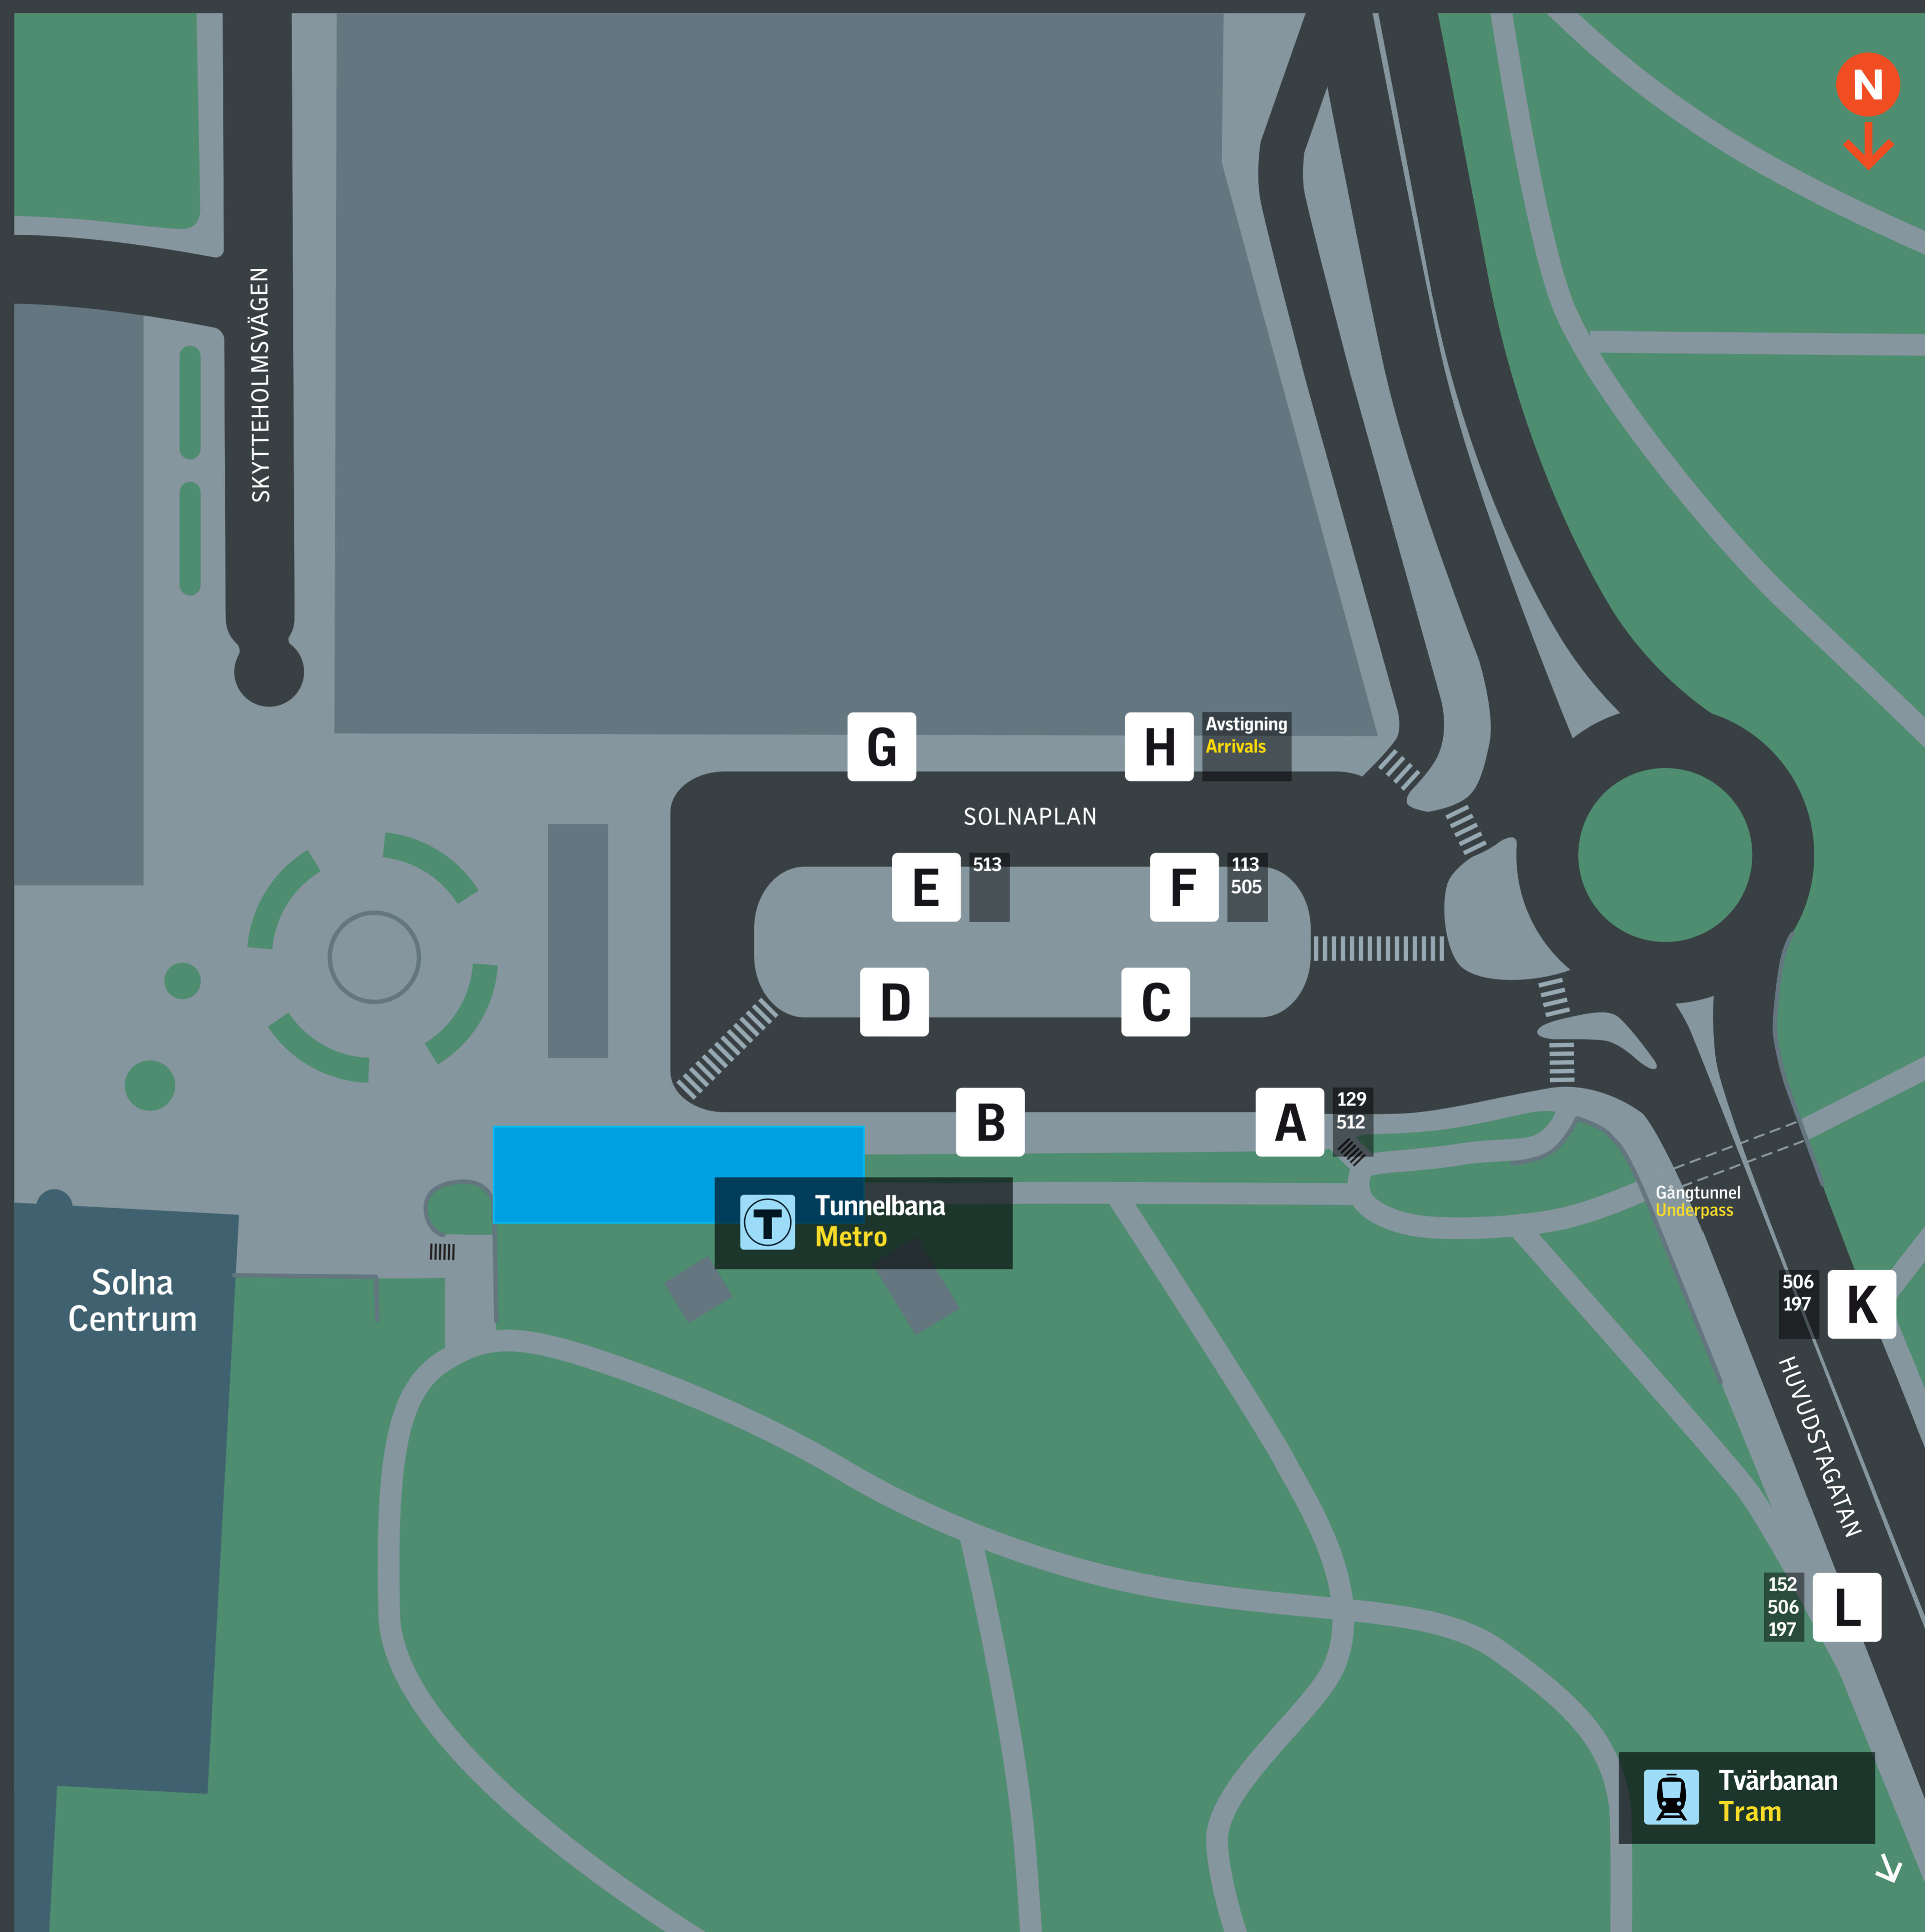 N
SKYTTEHOLMSVÄGEN
G
H
Avstigning
Arrivals
SOLNAPLAN
E
513
F
113
505
D
C
B
A
129
512
Gångtunnel
Underpass
T
Tunnelbana
Metro
Solna
Centrum
506
197
K
HUVUDSTAGATAN
152
506
197
L
Tvärbanan
Tram